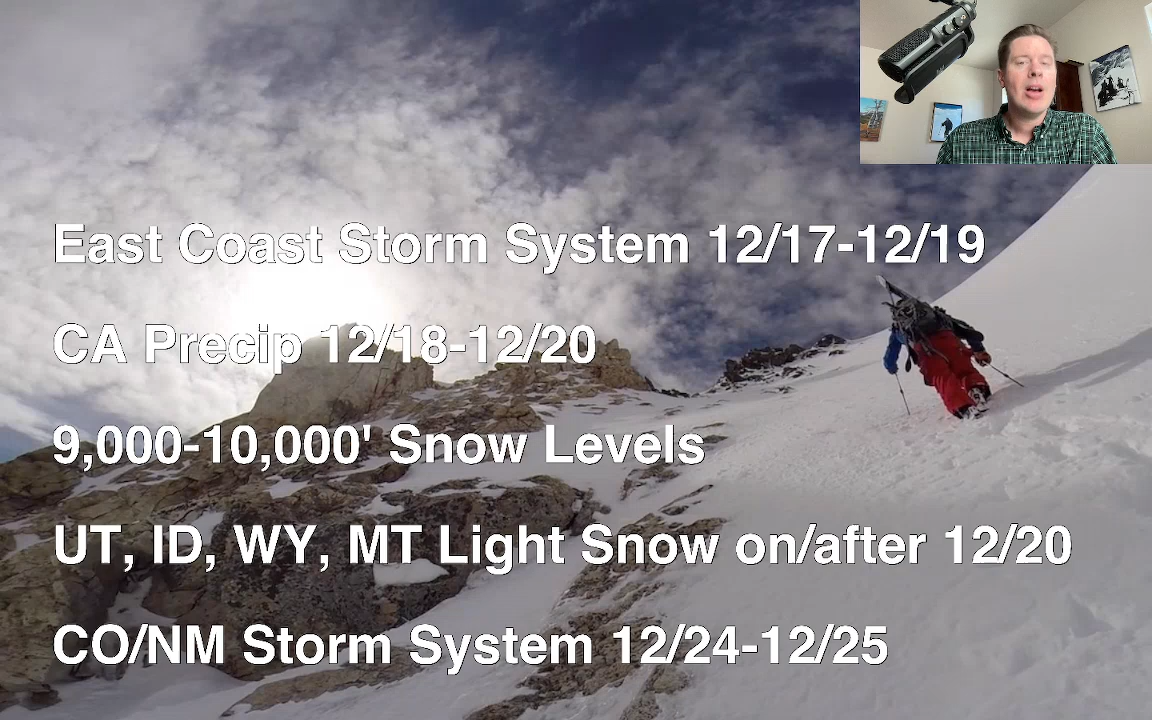 East Coast Storm System 12/17-12/19
CA Precip 12/18-12/20
9,000-10,000' Snow Levels
UT, ID, WY, MT Light Snow on/after 12/20
CO/NM Storm System 12/24-12/25